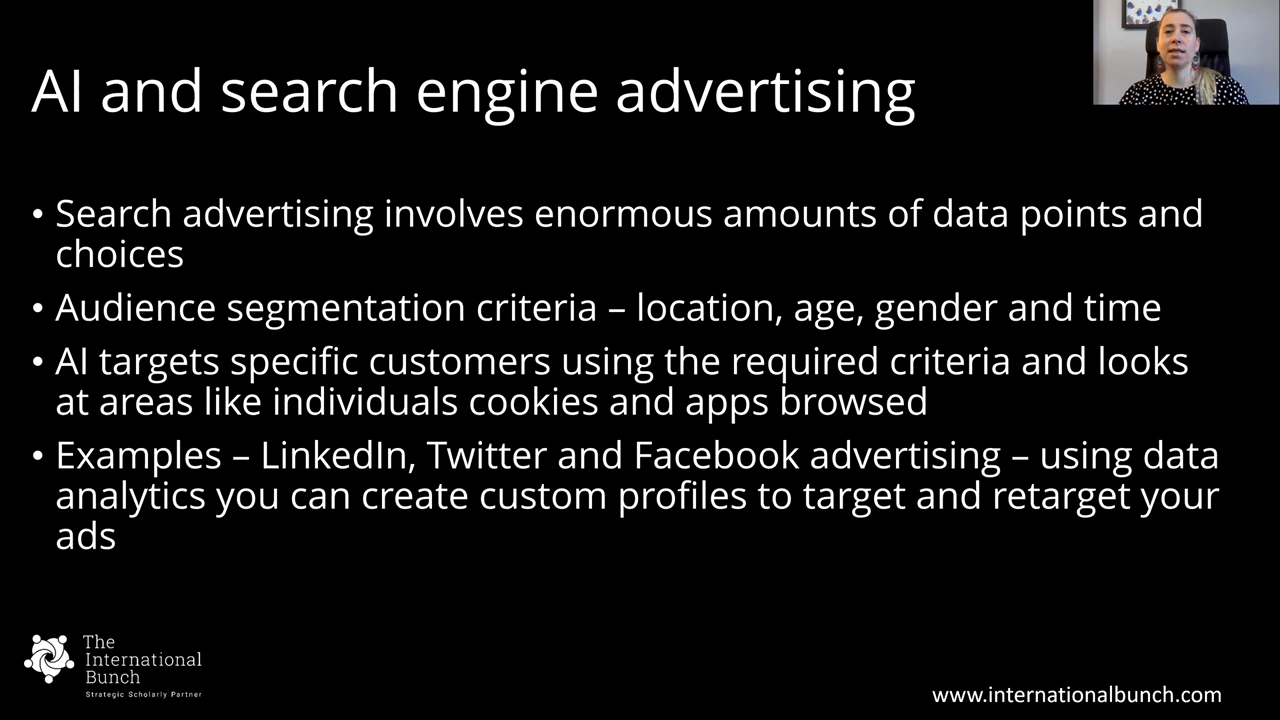 AI and search engine advertising
• Search advertising involves enormous amounts of data points and
choices
• Audience segmentation criteria – location, age, gender and time
• AI targets specific customers using the required criteria and looks
at areas like individuals cookies and apps browsed
• Examples – LinkedIn, Twitter and Facebook advertising – using data
analytics you can create custom profiles to target and retarget your
ads
The
International
Bunch
Strategic Scholarly Partner
www.internationalbunch.com